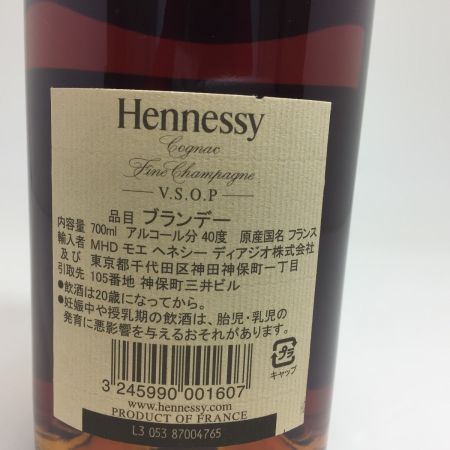 Hennessy
Cognac
Fine Champagne
V.S.O.P
品目 ブランデー
内容量 700ml アルコール分 40度 原産国名 フランス
輸入者 MHD モエ ヘネシー ディアジオ株式会社
及び 東京都千代田区神田神保町一丁目
引取先 105番地 神保町三井ビル
●飲酒は20歳になってから。
●妊娠中や授乳期の飲酒は、胎児・乳児の
発育に悪影響を与えるおそれがあります。
プラ
キャップ
3 245990 001607
www.hennessy.com
PRODUCT OF FRANCE
L3 053 87004765